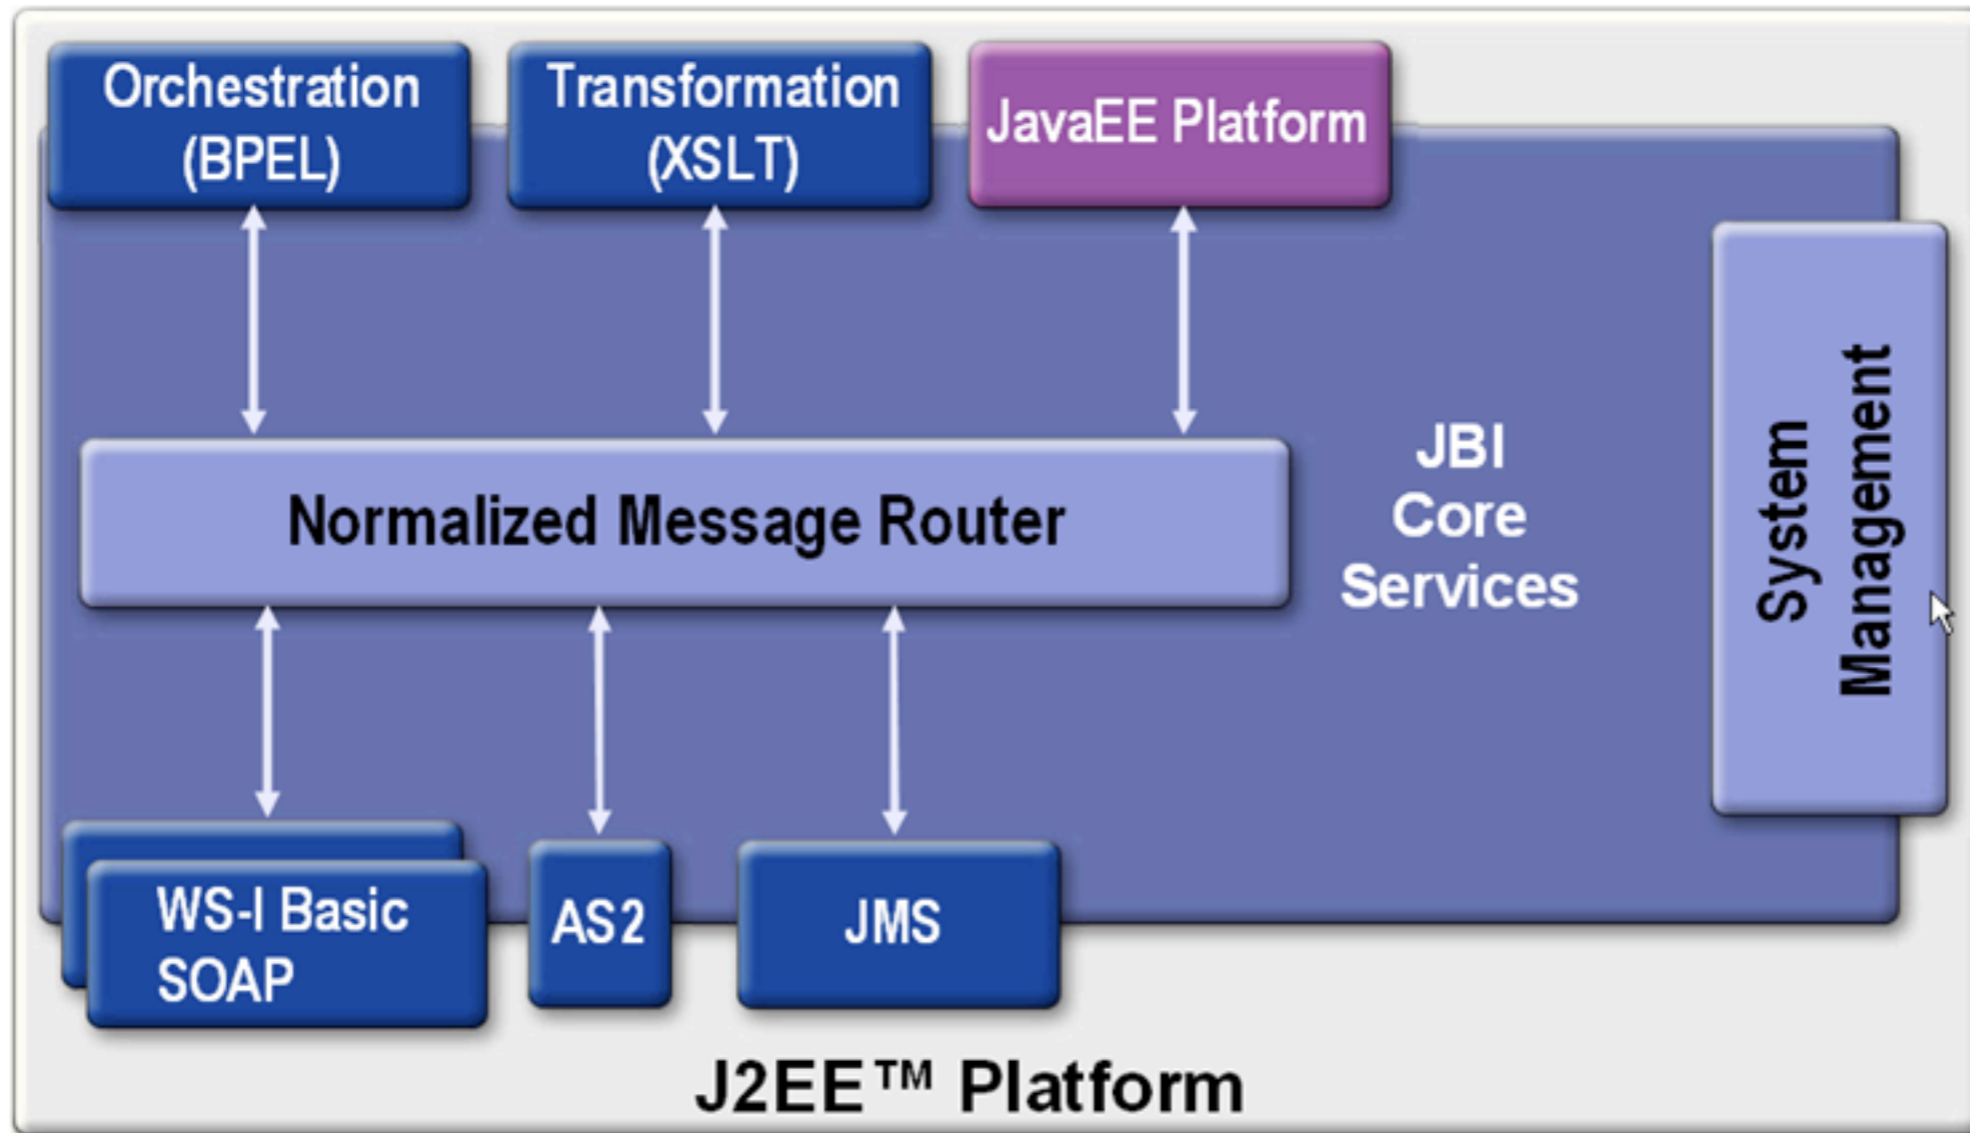 Orchestration
(BPEL)
Transformation
(XSLT)
JavaEE Platform
Normalized Message Router
JBI
Core
Services
System
Management
WS-I Basic
SOAP
AS2
JMS
J2EE™ Platform